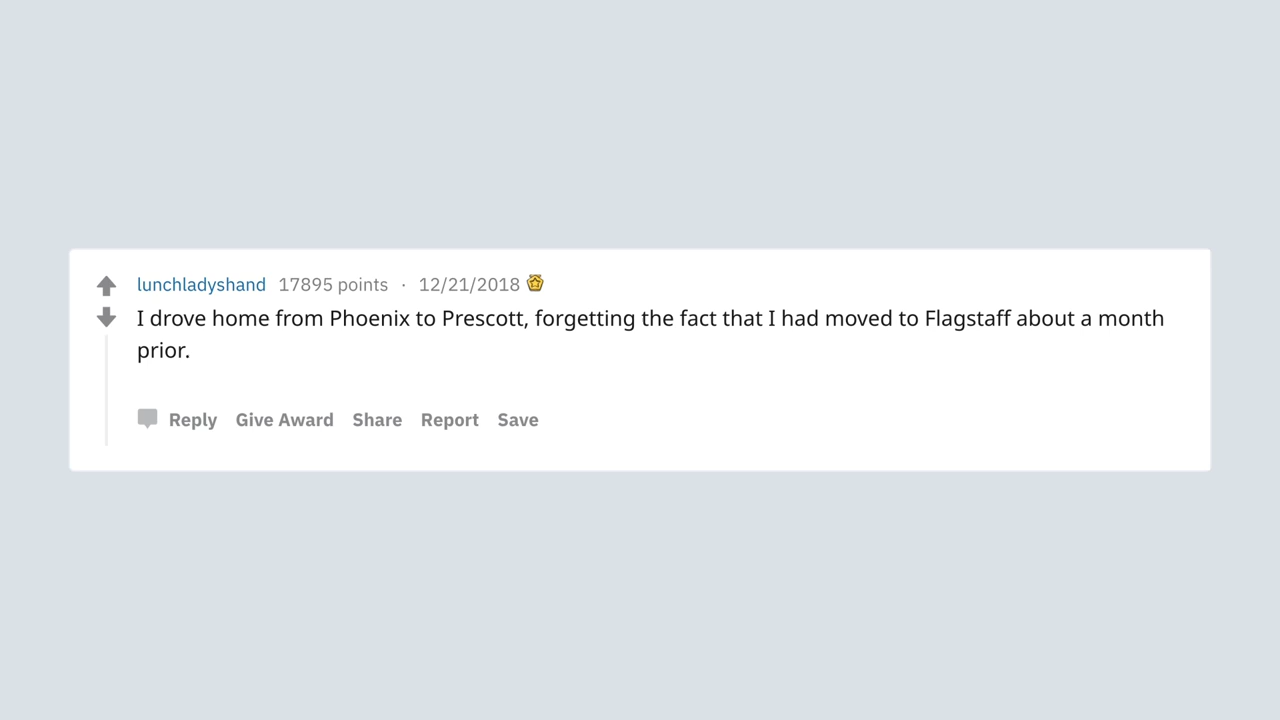 lunchladyshand 17895 points · 12/21/2018
I drove home from Phoenix to Prescott, forgetting the fact that I had moved to Flagstaff about a month
prior.
Reply Give Award Share Report Save